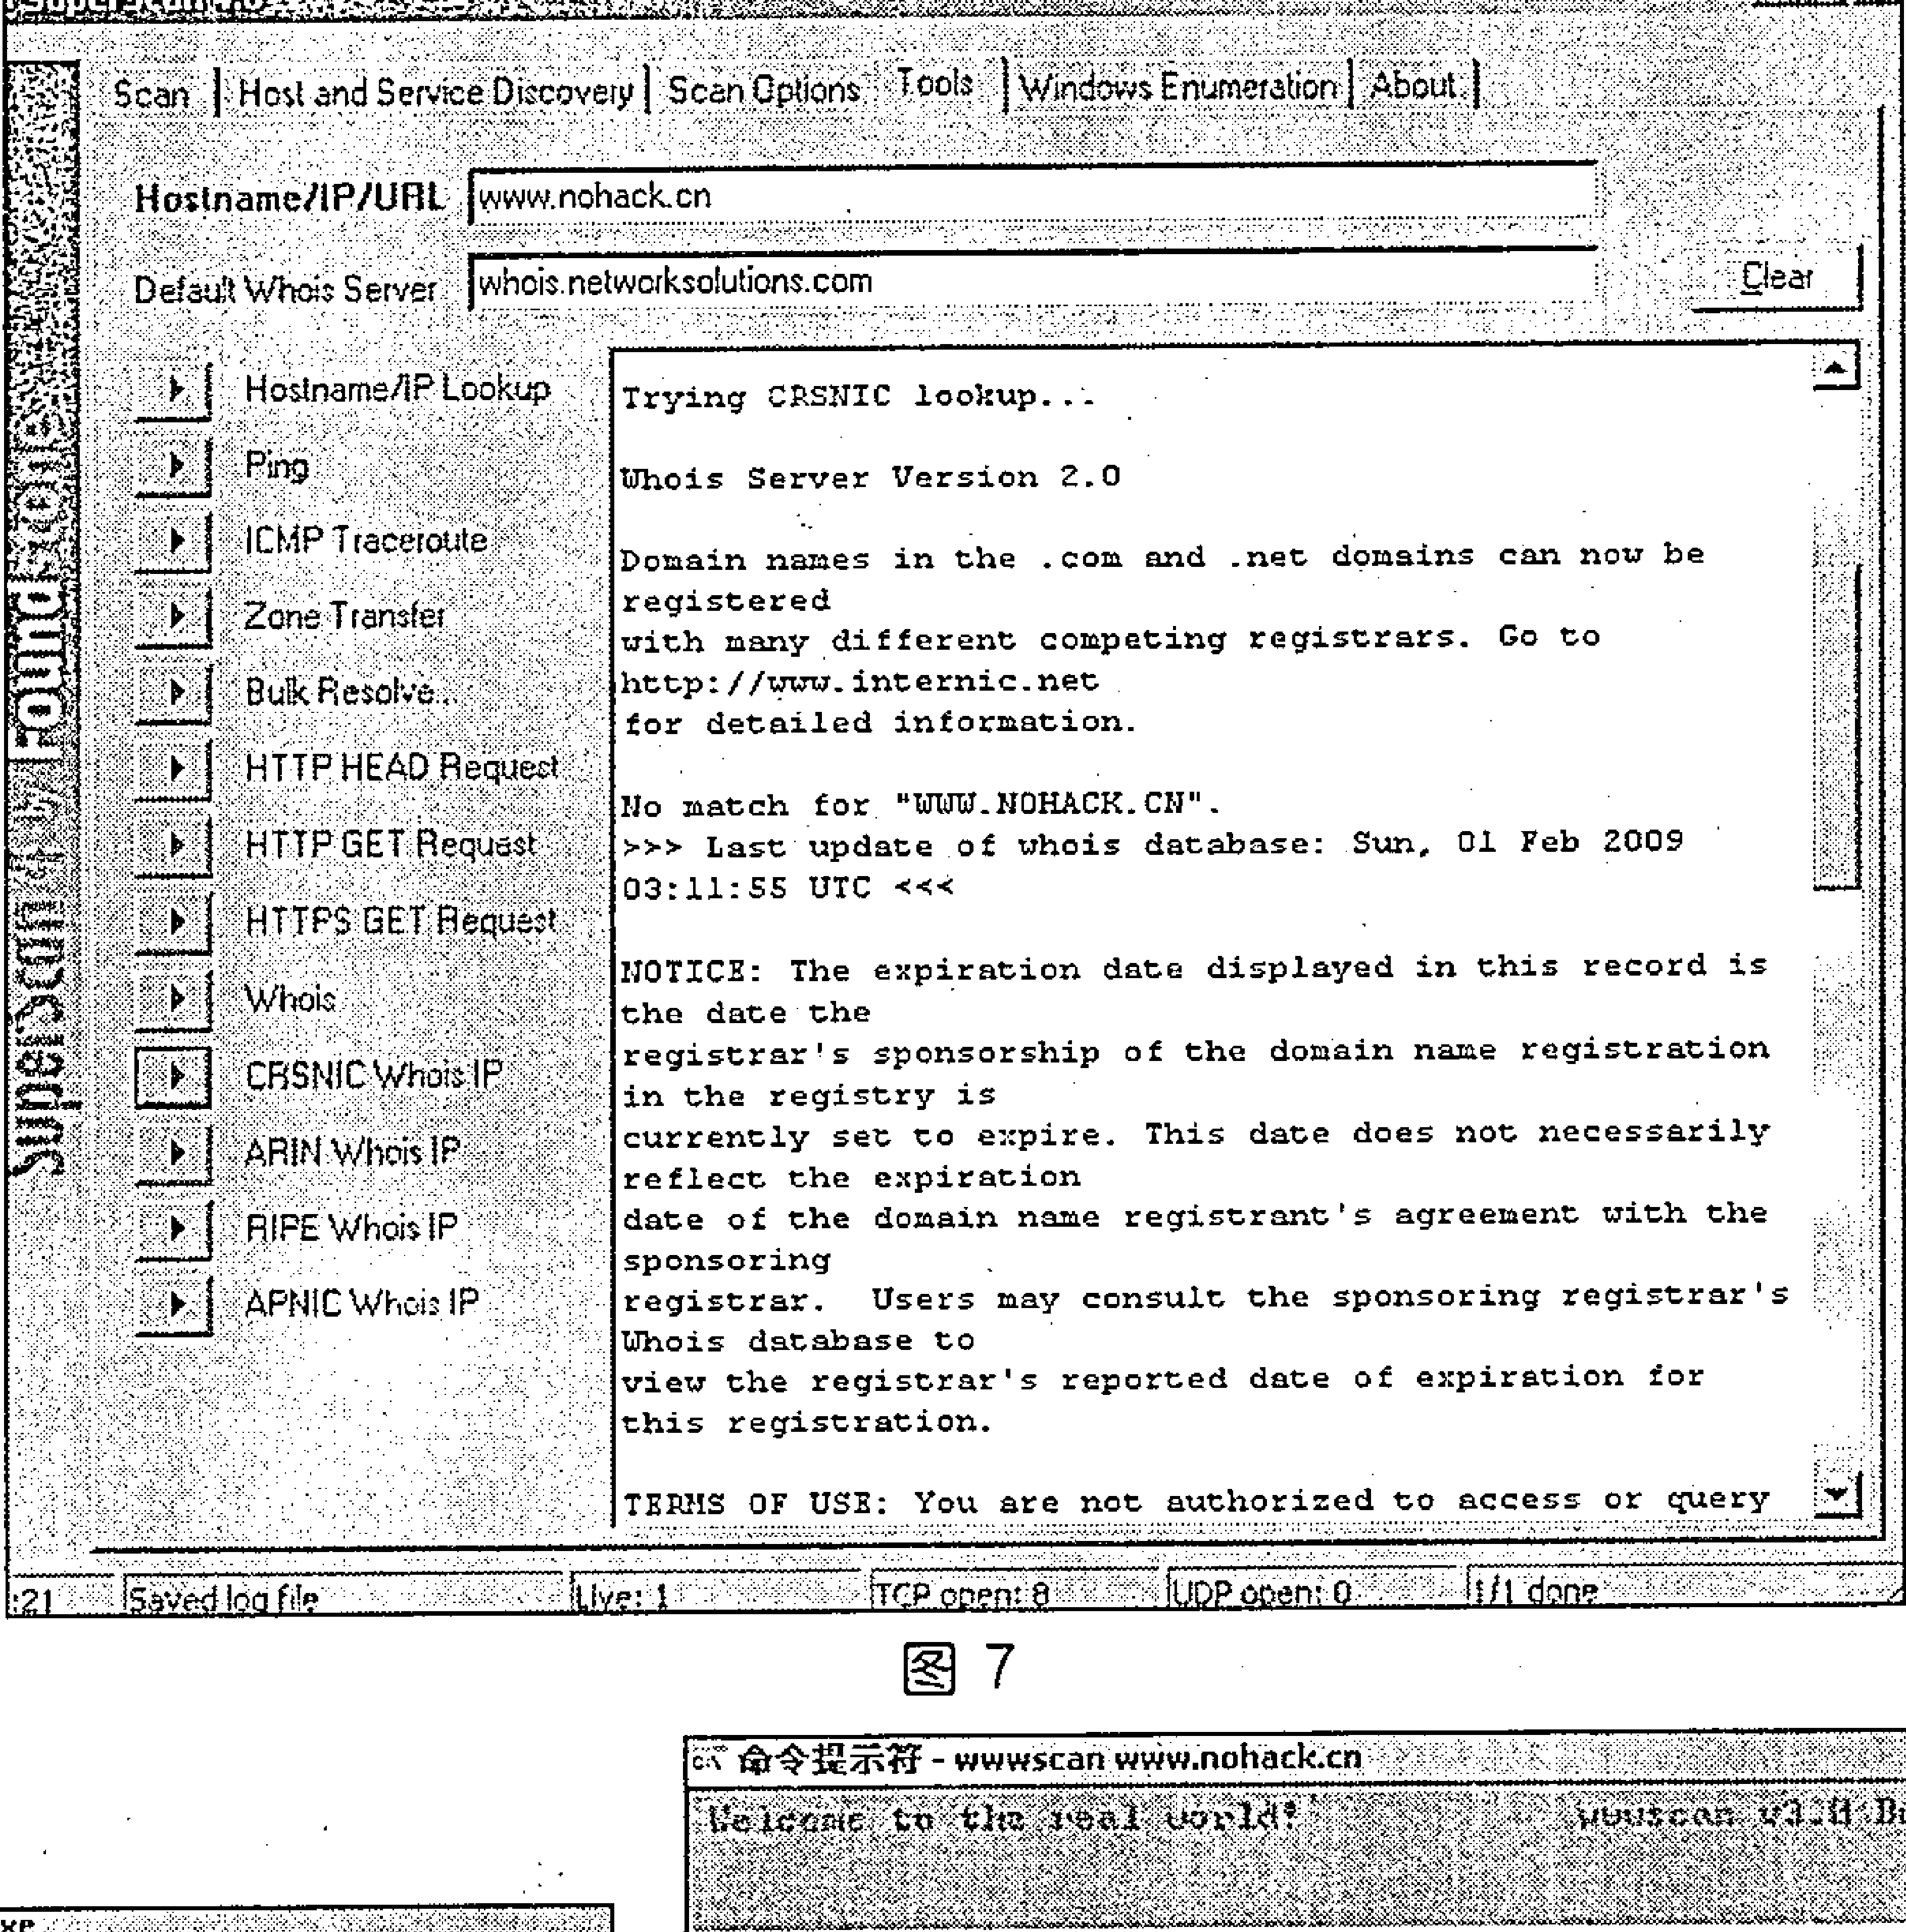 Scan
Host and Service Discovery
Scan Options
Tools
Windows Enumeration
About
Hostname/IP/URL
www.nohack.cn
Default Whois Server
whois.networksolutions.com
Clear
Hostname/IP Lookup
Ping
ICMP Traceroute
Zone Transfer
Bulk Resolve...
HTTP HEAD Request
HTTP GET Request
HTTPS GET Request
Whois
CRSNIC Whois IP
ARIN Whois IP
RIPE Whois IP
APNIC Whois IP
Trying CRSNIC lookup...
Whois Server Version 2.0
Domain names in the .com and .net domains can now be
registered
with many different competing registrars. Go to
http://www.internic.net
for detailed information.
No match for "WWW.NOHACK.CN".
>>> Last update of whois database: Sun, 01 Feb 2009
03:11:55 UTC <<<
NOTICE: The expiration date displayed in this record is
the date the
registrar's sponsorship of the domain name registration
in the registry is
currently set to expire. This date does not necessarily
reflect the expiration
date of the domain name registrant's agreement with the
sponsoring
registrar.  Users may consult the sponsoring registrar's
Whois database to
view the registrar's reported date of expiration for
this registration.
TERMS OF USE: You are not authorized to access or query
:21
Saved log file
Live: 1
TCP open: 8
UDP open: 0
1/1 done
图 7
命令提示符 - wwwscan www.nohack.cn
Welcome to the real world!
wwwscan